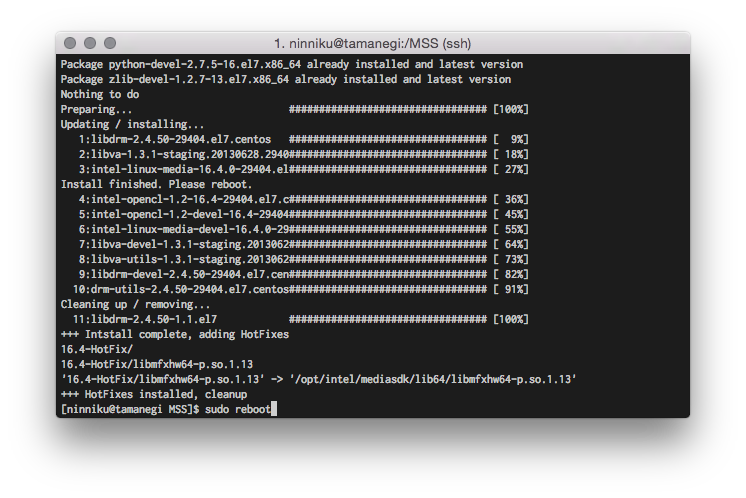 1. ninniku@tamanegi:/MSS (ssh)
Package python-devel-2.7.5-16.el7.x86_64 already installed and latest version
Package zlib-devel-1.2.7-13.el7.x86_64 already installed and latest version
Nothing to do
Preparing... ################################# [100%]
Updating / installing...
1:libdrm-2.4.50-29404.el7.centos ################################# [ 9%]
2:libva-1.3.1-staging.20130628.2940################################# [ 18%]
3:intel-linux-media-16.4.0-29404.el################################# [ 27%]
Install finished. Please reboot.
4:intel-opencl-1.2-16.4-29404.el7.c################################# [ 36%]
5:intel-opencl-1.2-devel-16.4-29404################################# [ 45%]
6:intel-linux-media-devel-16.4.0-29################################# [ 55%]
7:libva-devel-1.3.1-staging.2013062################################# [ 64%]
8:libva-utils-1.3.1-staging.2013062################################# [ 73%]
9:libdrm-devel-2.4.50-29404.el7.cen################################# [ 82%]
10:drm-utils-2.4.50-29404.el7.centos################################# [ 91%]
Cleaning up / removing...
11:libdrm-2.4.50-1.1.el7 ################################# [100%]
+++ Intstall complete, adding HotFixes
16.4-HotFix/
16.4-HotFix/libmfxhw64-p.so.1.13
'16.4-HotFix/libmfxhw64-p.so.1.13' -> '/opt/intel/mediasdk/lib64/libmfxhw64-p.so.1.13'
+++ HotFixes installed, cleanup
[ninniku@tamanegi MSS]$ sudo reboot